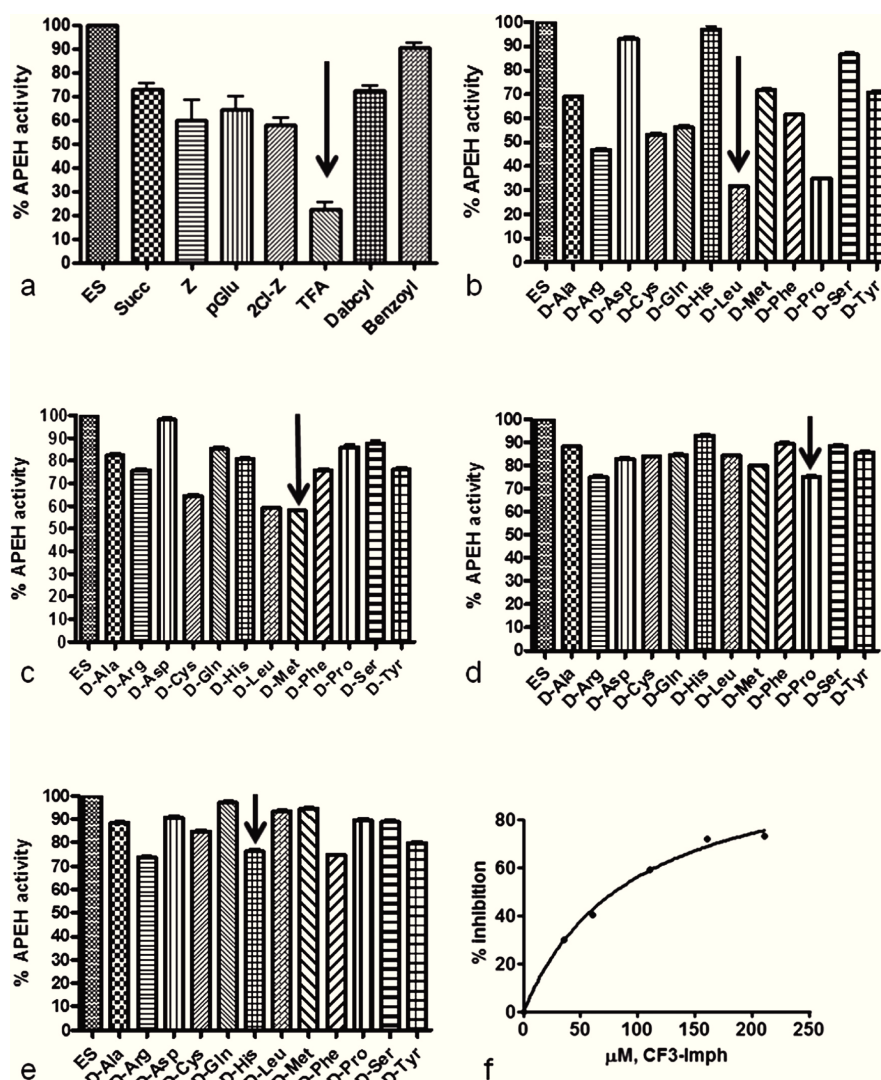 % APEH activity
100
90
80
70
60
50
40
30
20
10
0
ES
Succ
Z
pGlu
2Cl-Z
TFA
Dabcyl
Benzoyl
a
% APEH activity
100
90
80
70
60
50
40
30
20
10
0
ES
D-Ala
D-Arg
D-Asp
D-Cys
D-Gln
D-His
D-Leu
D-Met
D-Phe
D-Pro
D-Ser
D-Tyr
b
% APEH activity
100
90
80
70
60
50
40
30
20
10
0
ES
D-Ala
D-Arg
D-Asp
D-Cys
D-Gln
D-His
D-Leu
D-Met
D-Phe
D-Pro
D-Ser
D-Tyr
c
% APEH activity
100
90
80
70
60
50
40
30
20
10
0
ES
D-Ala
D-Arg
D-Asp
D-Cys
D-Gln
D-His
D-Leu
D-Met
D-Phe
D-Pro
D-Ser
D-Tyr
d
% APEH activity
100
90
80
70
60
50
40
30
20
10
0
ES
D-Ala
D-Arg
D-Asp
D-Cys
D-Gln
D-His
D-Leu
D-Met
D-Phe
D-Pro
D-Ser
D-Tyr
e
% Inhibition
80
60
40
20
0
0
50
100
150
200
250
µM, CF3-lmph
f